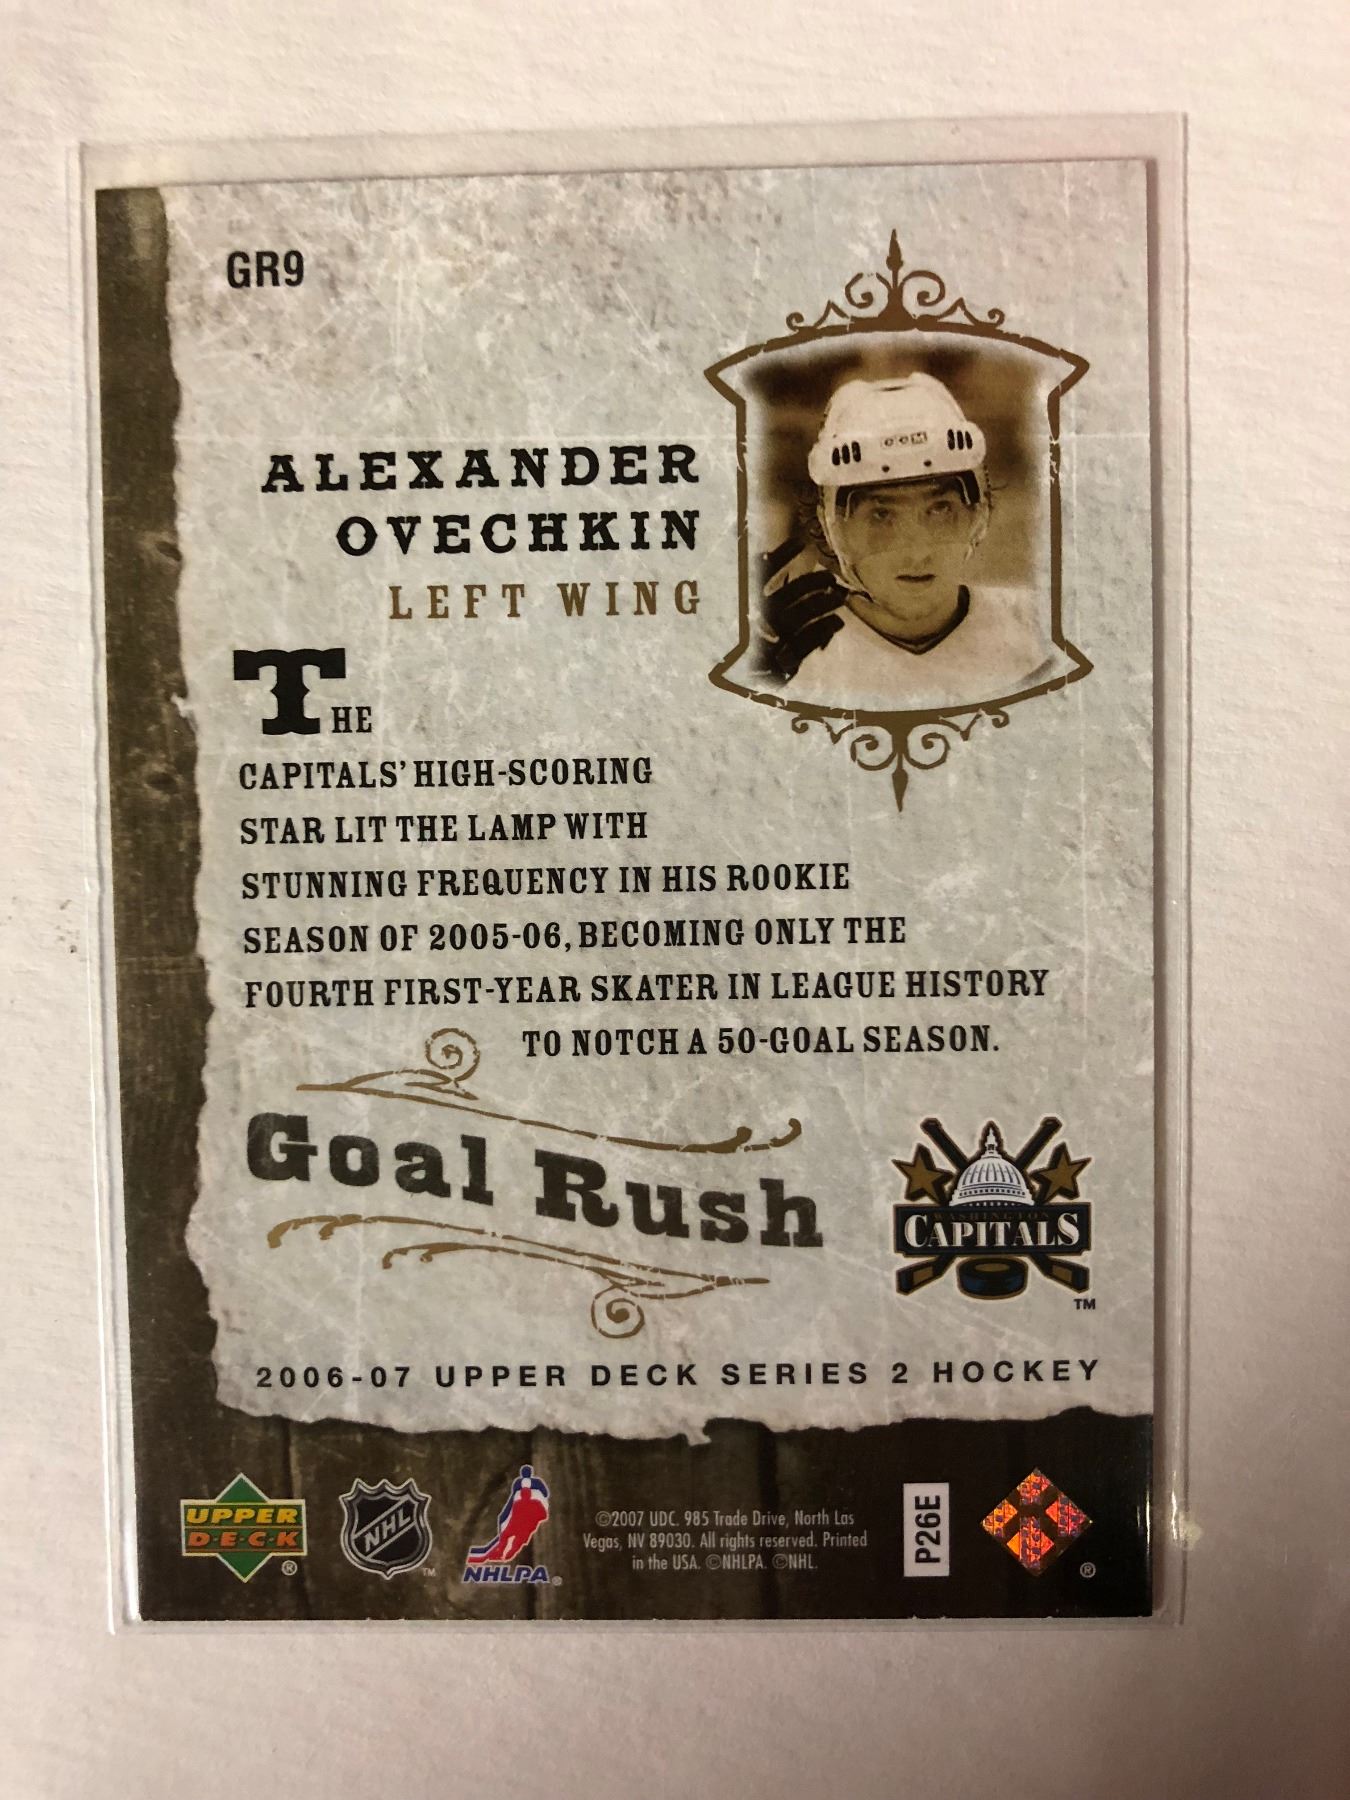 GR9
ALEXANDER
OVECHKIN
LEFT WING
THE
CAPITALS' HIGH-SCORING
STAR LIT THE LAMP WITH
STUNNING FREQUENCY IN HIS ROOKIE
SEASON OF 2005-06, BECOMING ONLY THE
FOURTH FIRST-YEAR SKATER IN LEAGUE HISTORY
TO NOTCH A 50-GOAL SEASON.
Goal Rush
WASHINGTON
CAPITALS
TM
2006-07 UPPER DECK SERIES 2 HOCKEY
UPPER
D·E·C·K
®
NHL
TM
NHLPA®
©2007 UDC. 985 Trade Drive, North Las
Vegas, NV 89030. All rights reserved. Printed
in the USA. ©NHLPA. ©NHL.
P26E
®
CCM